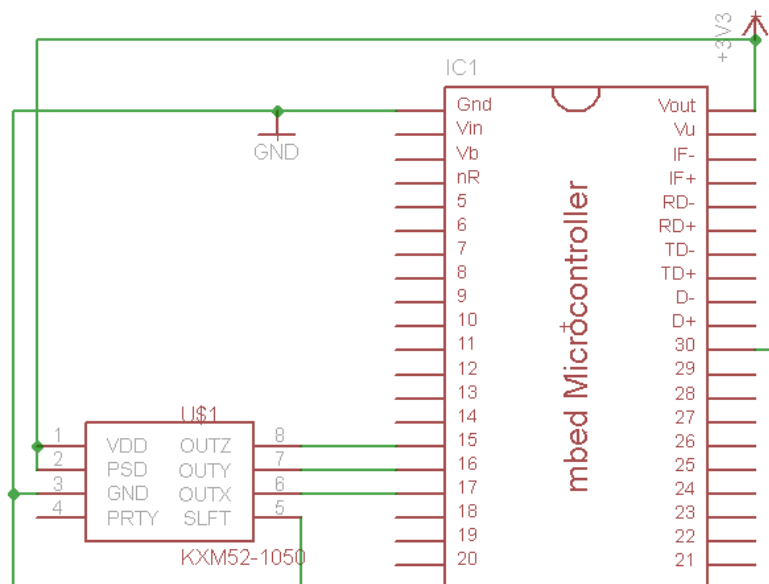 +3V3
IC1
Gnd Vout
Vin Vu
GND
Vb IF-
nR IF+
5 RD-
6 RD+
7 TD-
8 TD+
9 D-
10 D+
11 30
12 29
13 28
14 27
mbed Microcontroller
U$1
1 VDD OUTZ 8 15 26
2 PSD OUTY 7 16 25
3 GND OUTX 6 17 24
4 PRTY SLFT 5 18 23
19 22
KXM52-1050 20 21